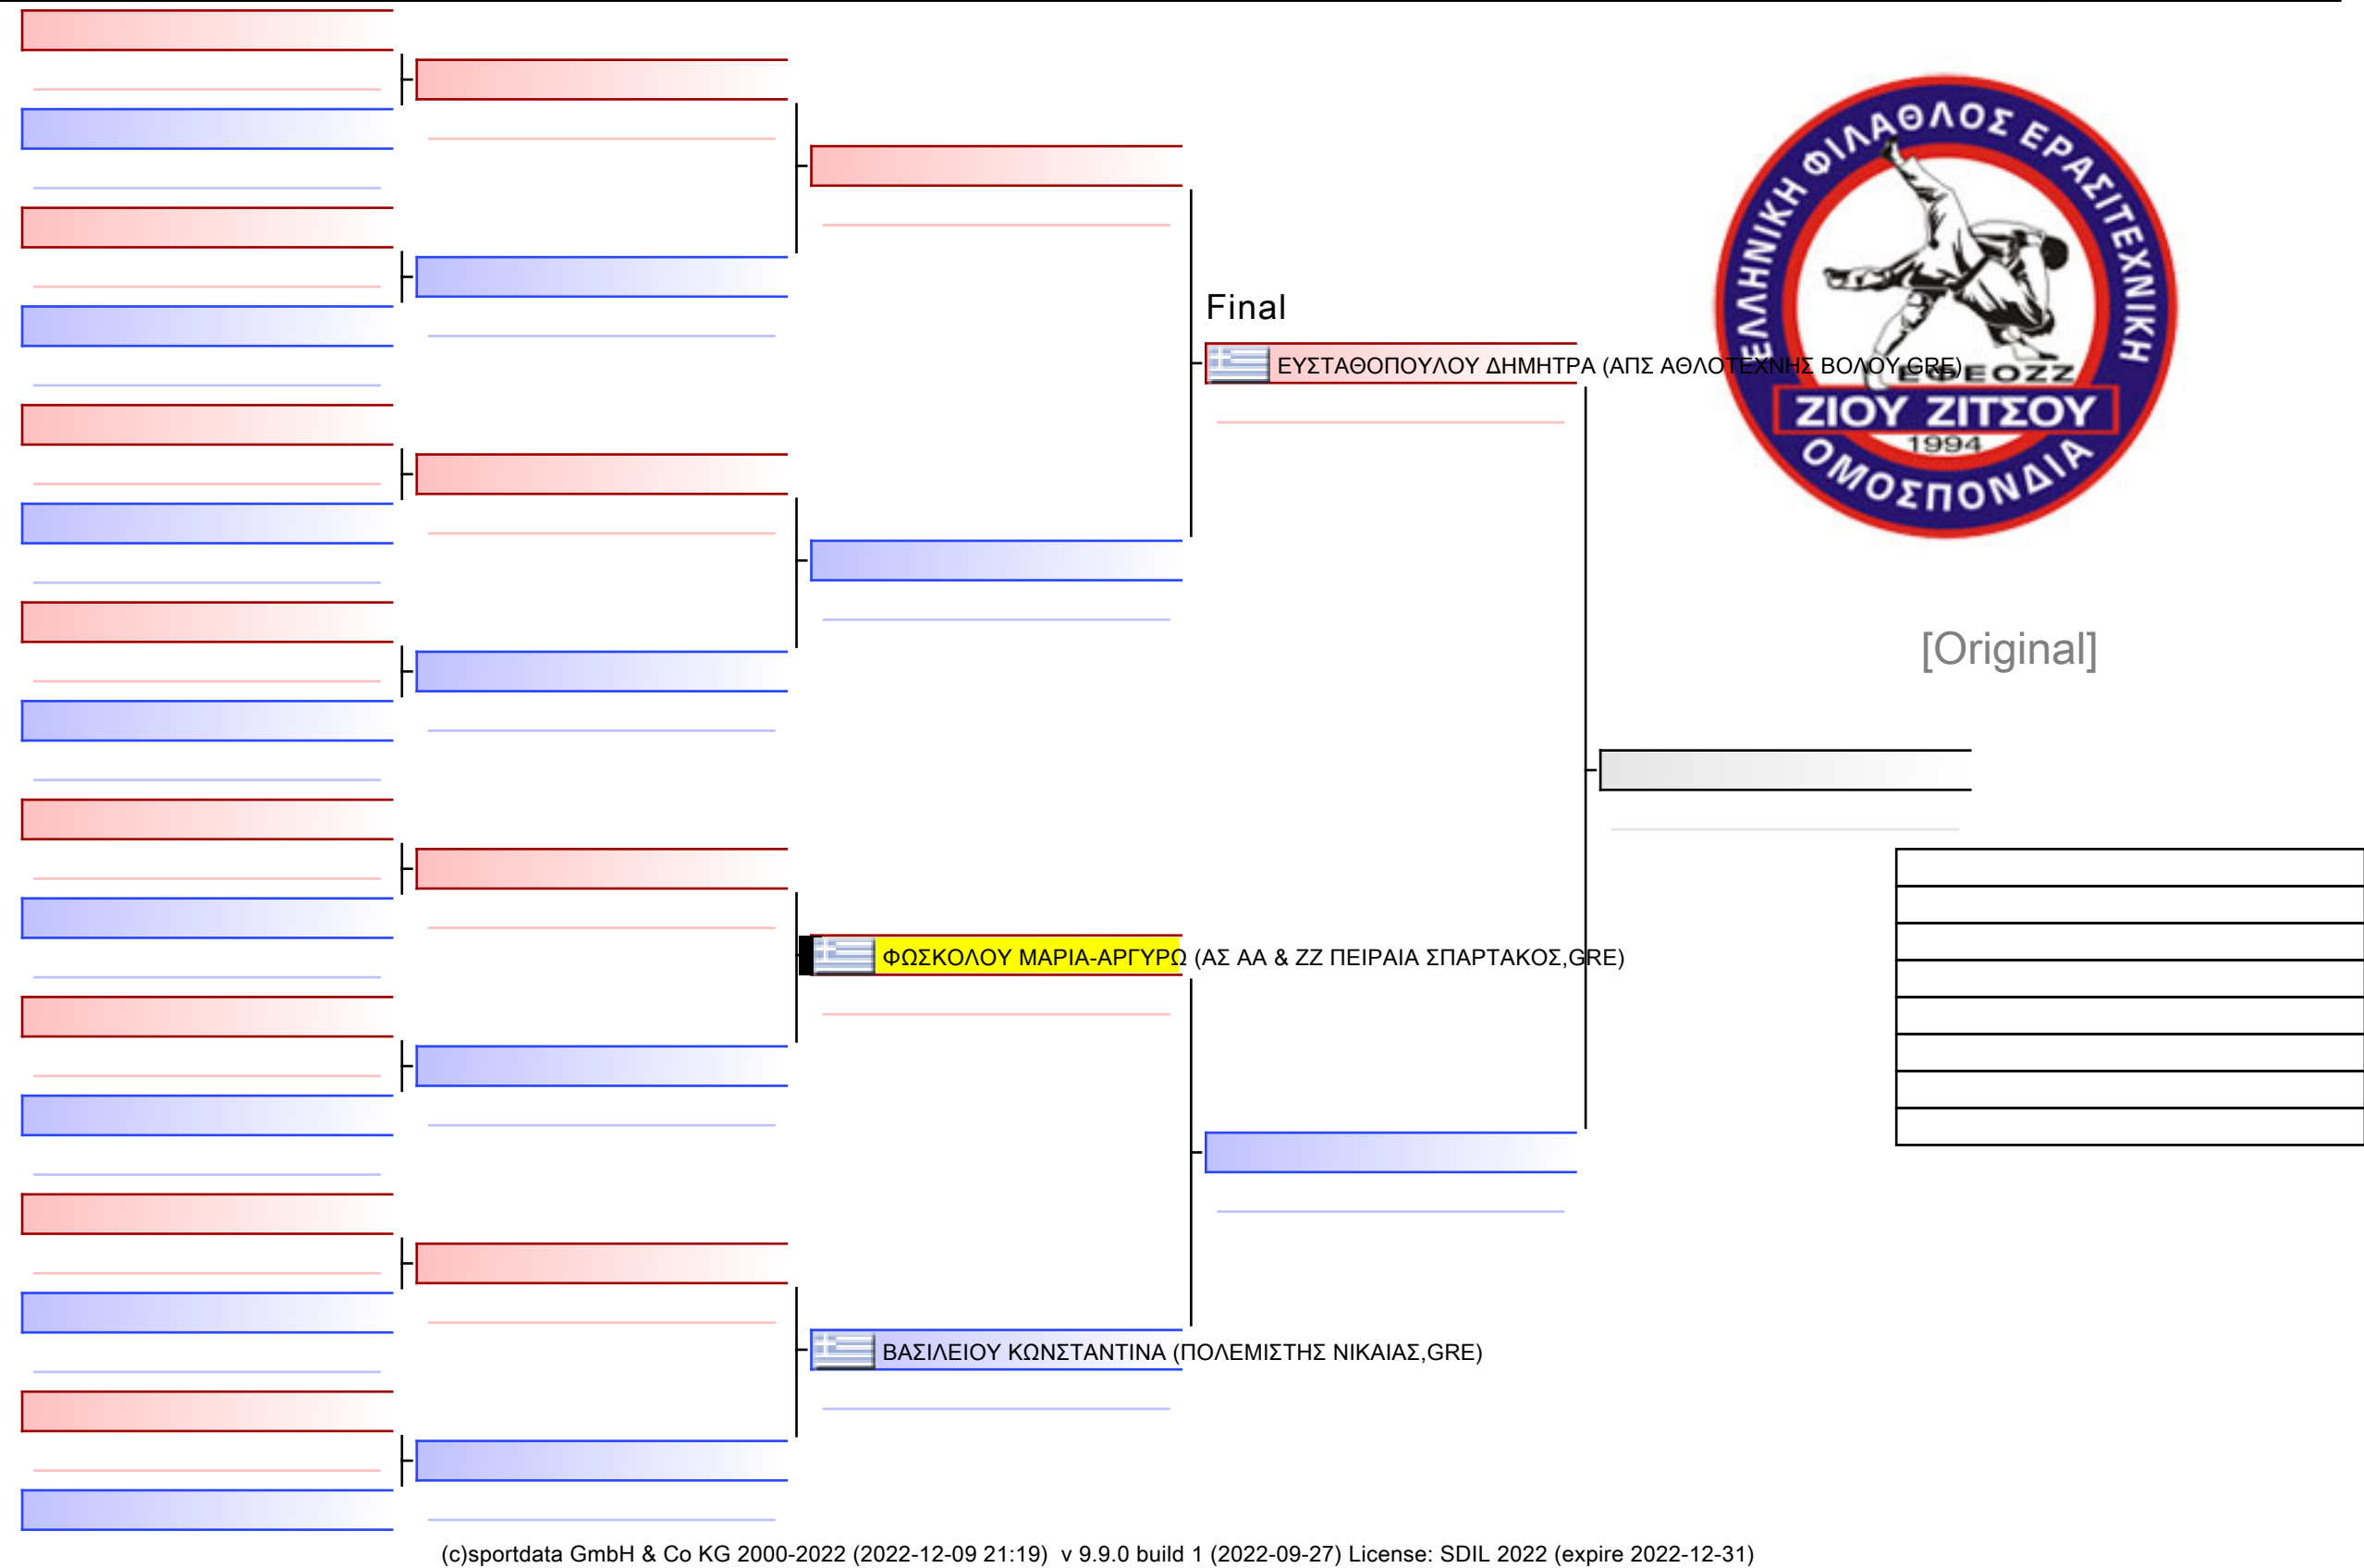 ΕΛΛΗΝΙΚΗ ΦΙΛΑΘΛΟΣ ΕΡΑΣΙΤΕΧΝΙΚΗ
Final
ΕΥΣΤΑΘΟΠΟΥΛΟΥ ΔΗΜΗΤΡΑ (ΑΠΣ ΑΘΛΟΤΕΧΝΗΣ ΒΟΛΟΥ,GRE)
ΕΦΕΟΖΖ
ΖΙΟΥ ΖΙΤΣΟΥ
1994
ΟΜΟΣΠΟΝΔΙΑ
[Original]
ΦΩΣΚΟΛΟΥ ΜΑΡΙΑ-ΑΡΓΥΡΩ (ΑΣ ΑΑ & ΖΖ ΠΕΙΡΑΙΑ ΣΠΑΡΤΑΚΟΣ,GRE)
ΒΑΣΙΛΕΙΟΥ ΚΩΝΣΤΑΝΤΙΝΑ (ΠΟΛΕΜΙΣΤΗΣ ΝΙΚΑΙΑΣ,GRE)
(c)sportdata GmbH & Co KG 2000-2022 (2022-12-09 21:19) v 9.9.0 build 1 (2022-09-27) License: SDIL 2022 (expire 2022-12-31)